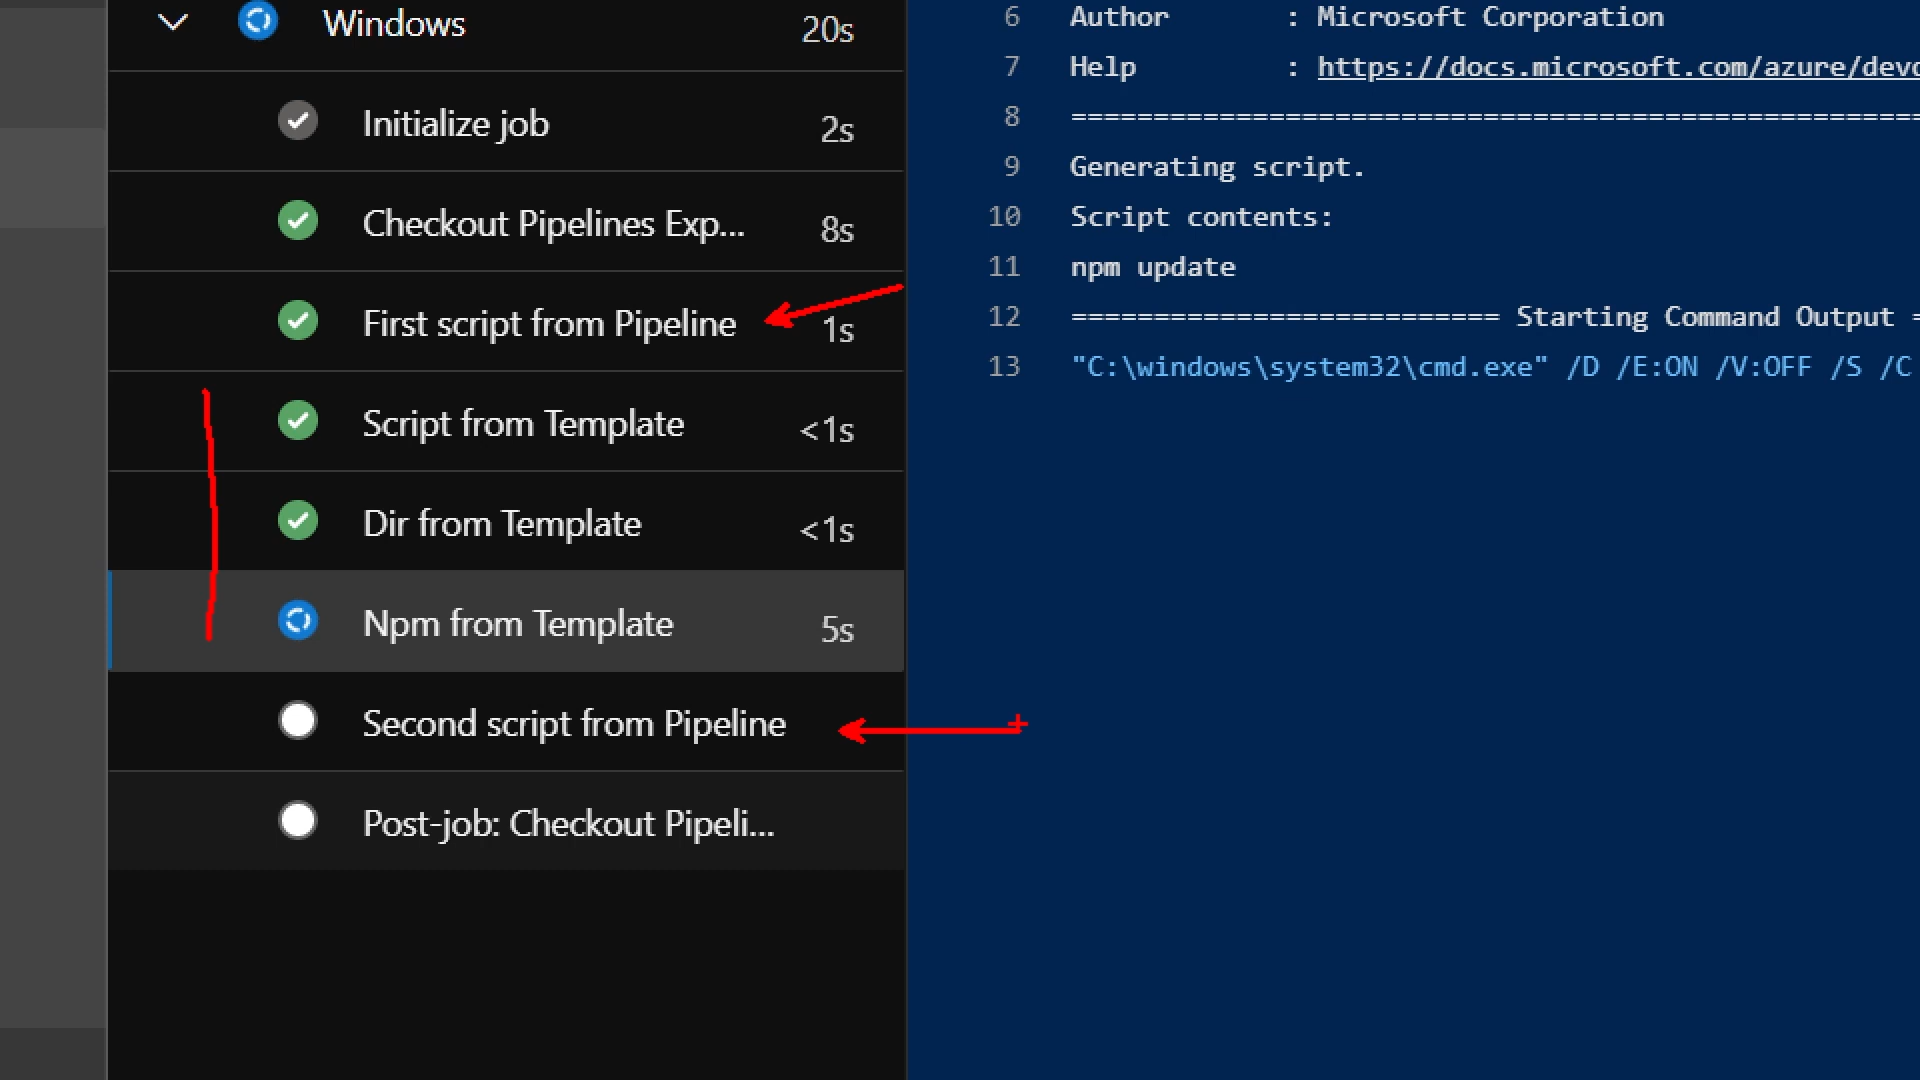 Windows 20s
Initialize job 2s
Checkout Pipelines Exp... 8s
First script from Pipeline 1s
Script from Template <1s
Dir from Template <1s
Npm from Template 5s
Second script from Pipeline
Post-job: Checkout Pipeli...
6 Author : Microsoft Corporation
7 Help : https://docs.microsoft.com/azure/devo
8 ===================================================
9 Generating script.
10 Script contents:
11 npm update
12 ========================== Starting Command Output =
13 "C:\windows\system32\cmd.exe" /D /E:ON /V:OFF /S /C